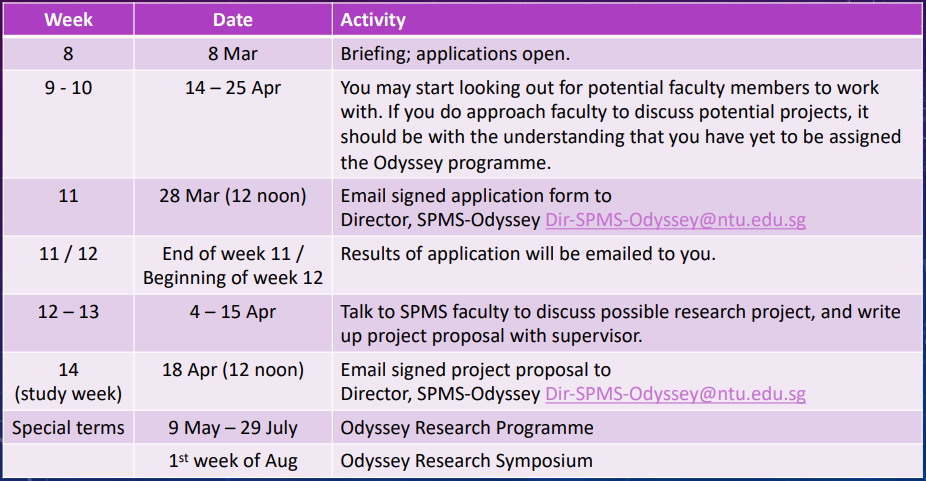 Week Date Activity
8 8 Mar Briefing; applications open.
9 - 10 14 – 25 Apr You may start looking out for potential faculty members to work
with. If you do approach faculty to discuss potential projects, it
should be with the understanding that you have yet to be assigned
the Odyssey programme.
11 28 Mar (12 noon) Email signed application form to
Director, SPMS-Odyssey Dir-SPMS-Odyssey@ntu.edu.sg
11 / 12 End of week 11 / Results of application will be emailed to you.
Beginning of week 12
12 – 13 4 – 15 Apr Talk to SPMS faculty to discuss possible research project, and write
up project proposal with supervisor.
14 18 Apr (12 noon) Email signed project proposal to
(study week) Director, SPMS-Odyssey Dir-SPMS-Odyssey@ntu.edu.sg
Special terms 9 May – 29 July Odyssey Research Programme
1st week of Aug Odyssey Research Symposium